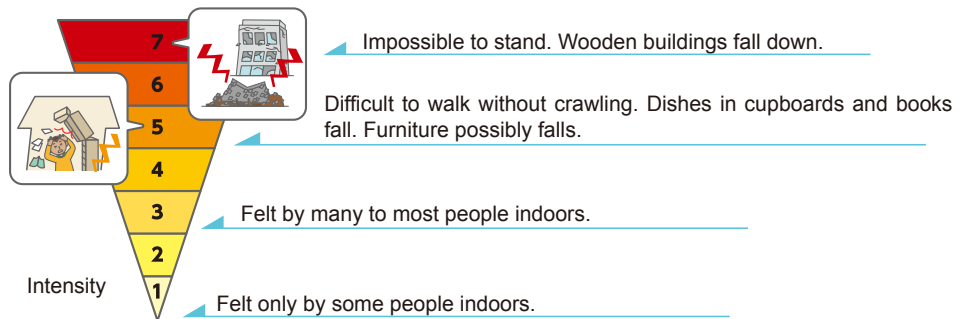 7
Impossible to stand. Wooden buildings fall down.
6
Difficult to walk without crawling. Dishes in cupboards and books
fall. Furniture possibly falls.
5
4
3
Felt by many to most people indoors.
2
Intensity
1
Felt only by some people indoors.